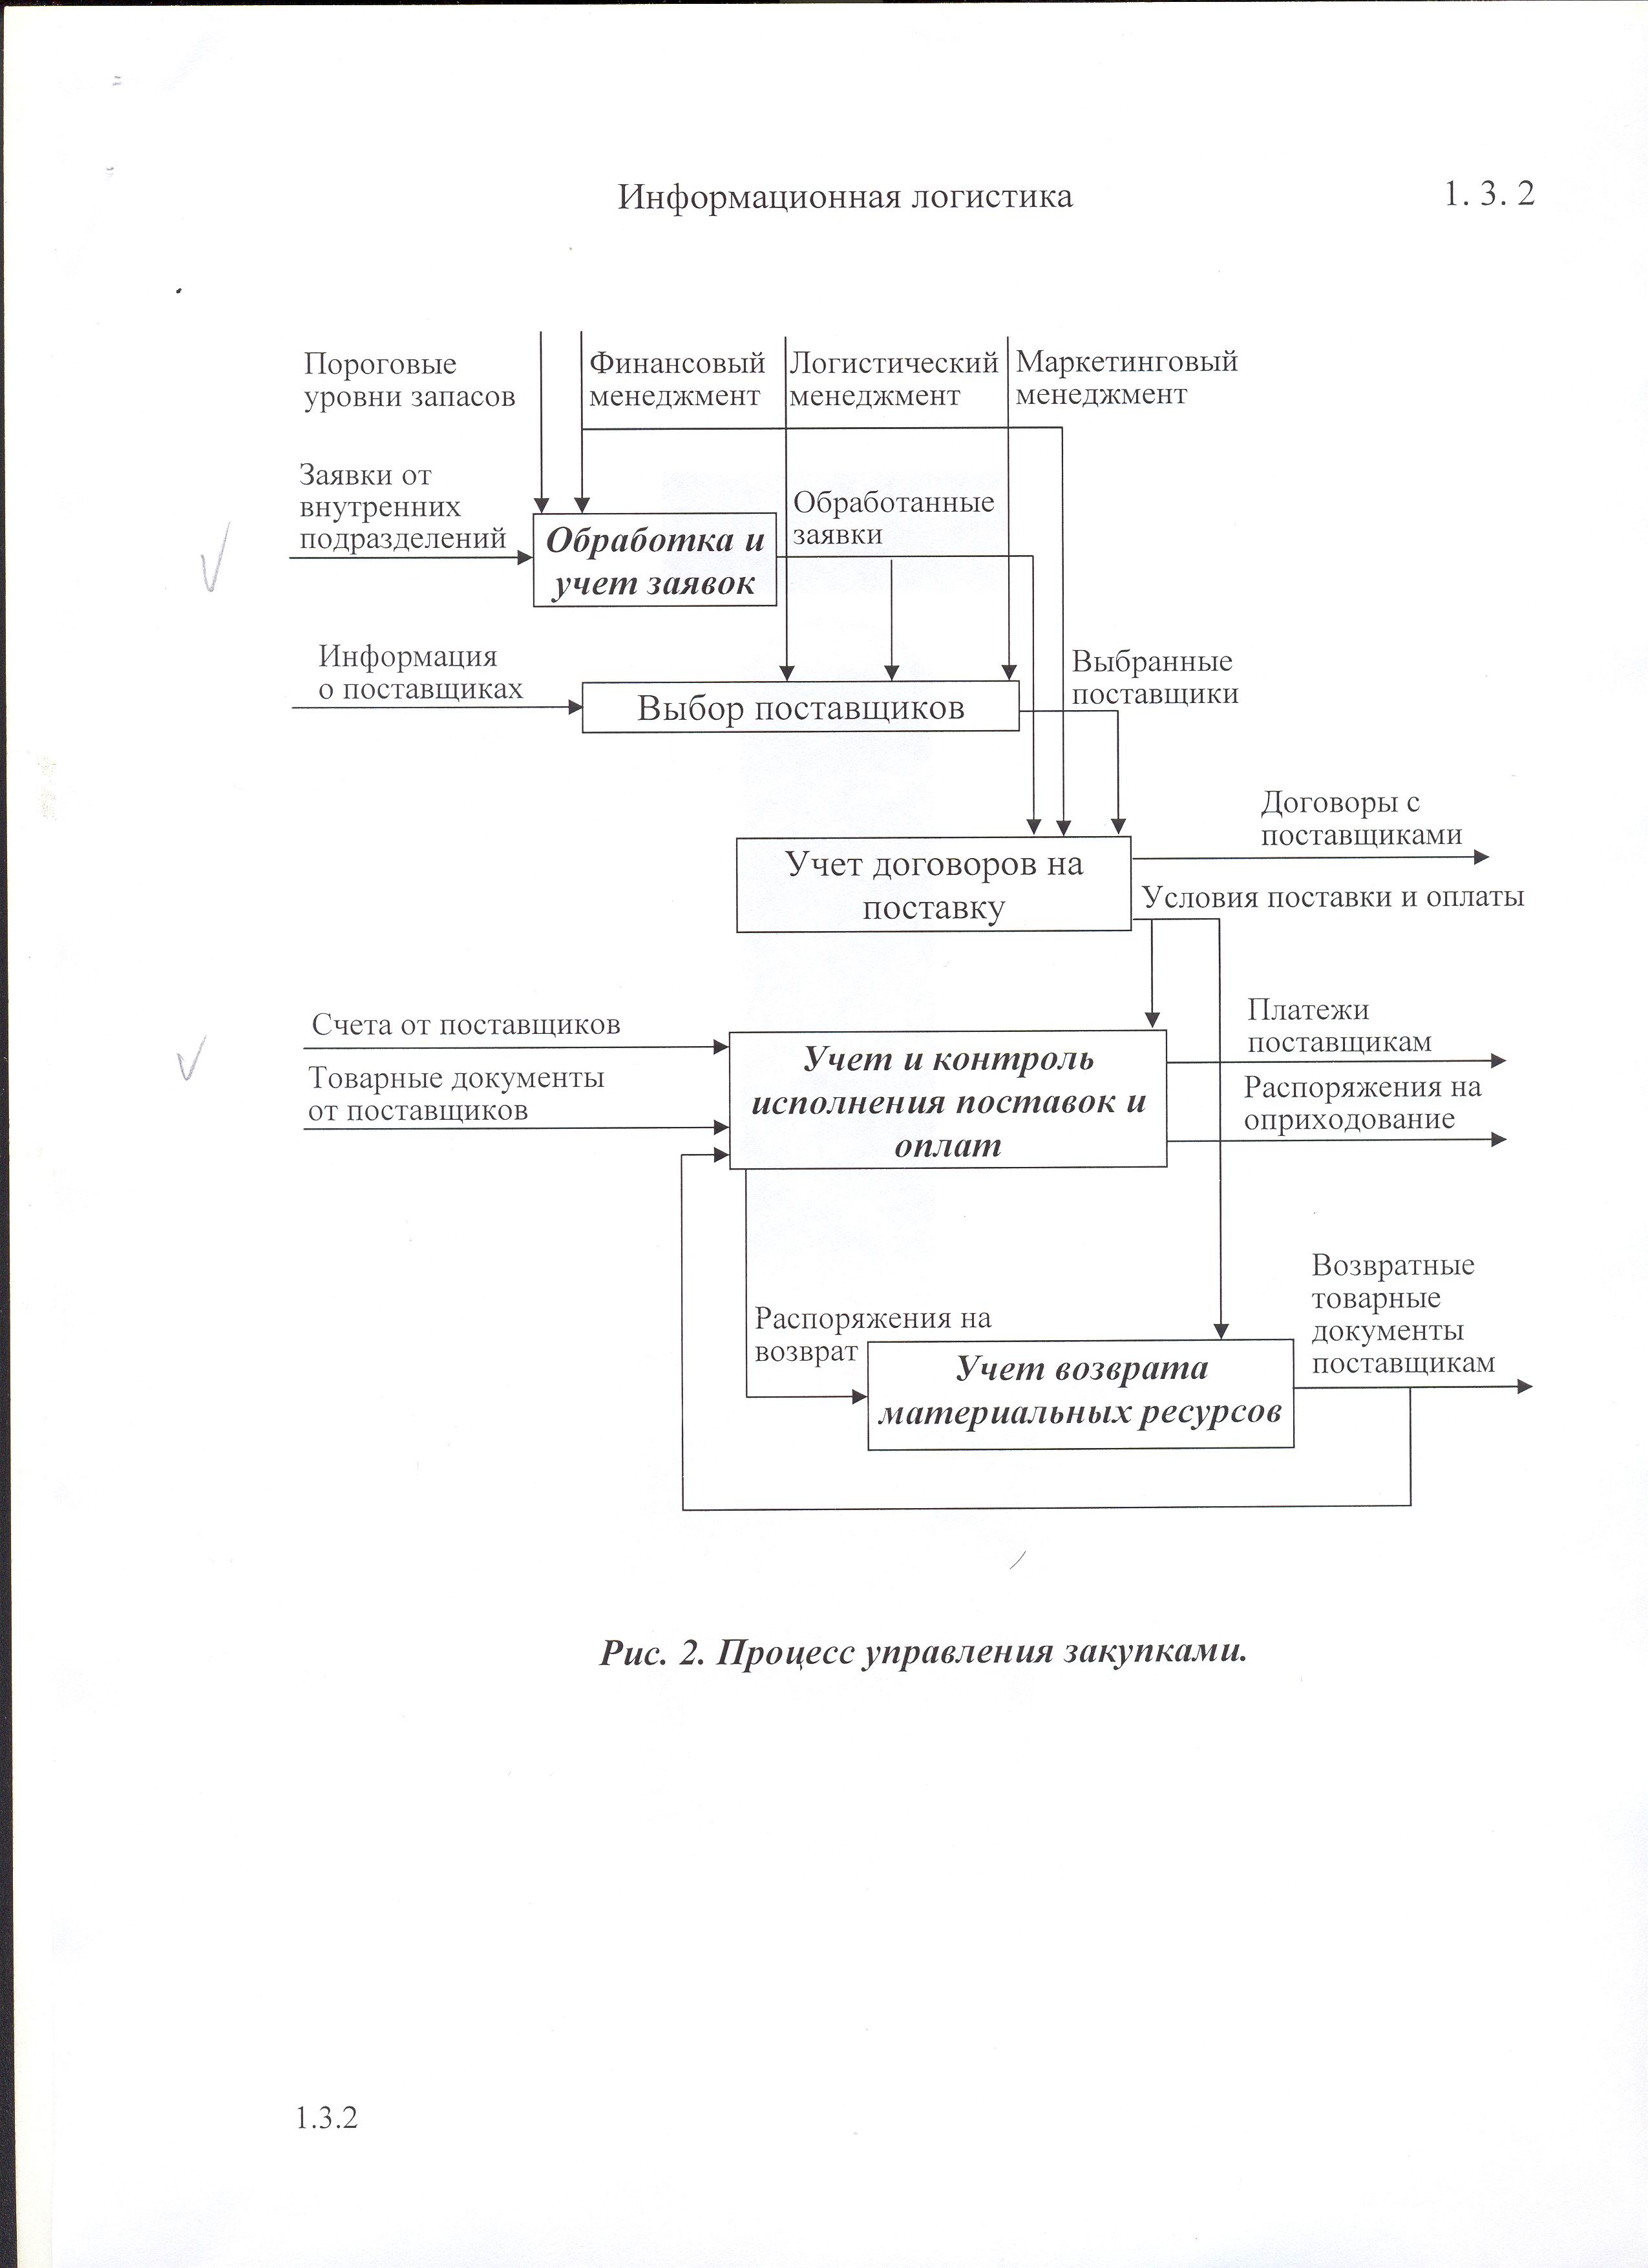 Информационная логистика
1. 3. 2
Пороговые
уровни запасов
Финансовый
менеджмент
Логистический
менеджмент
Маркетинговый
менеджмент
Заявки от
внутренних
подразделений
Обработка и
учет заявок
Обработанные
заявки
Информация
о поставщиках
Выбор поставщиков
Выбранные
поставщики
Учет договоров на
поставку
Договоры с
поставщиками
Условия поставки и оплаты
Счета от поставщиков
Товарные документы
от поставщиков
Учет и контроль
исполнения поставок и
оплат
Платежи
поставщикам
Распоряжения на
оприходование
Распоряжения на
возврат
Учет возврата
материальных ресурсов
Возвратные
товарные
документы
поставщикам
Рис. 2. Процесс управления закупками.
1.3.2